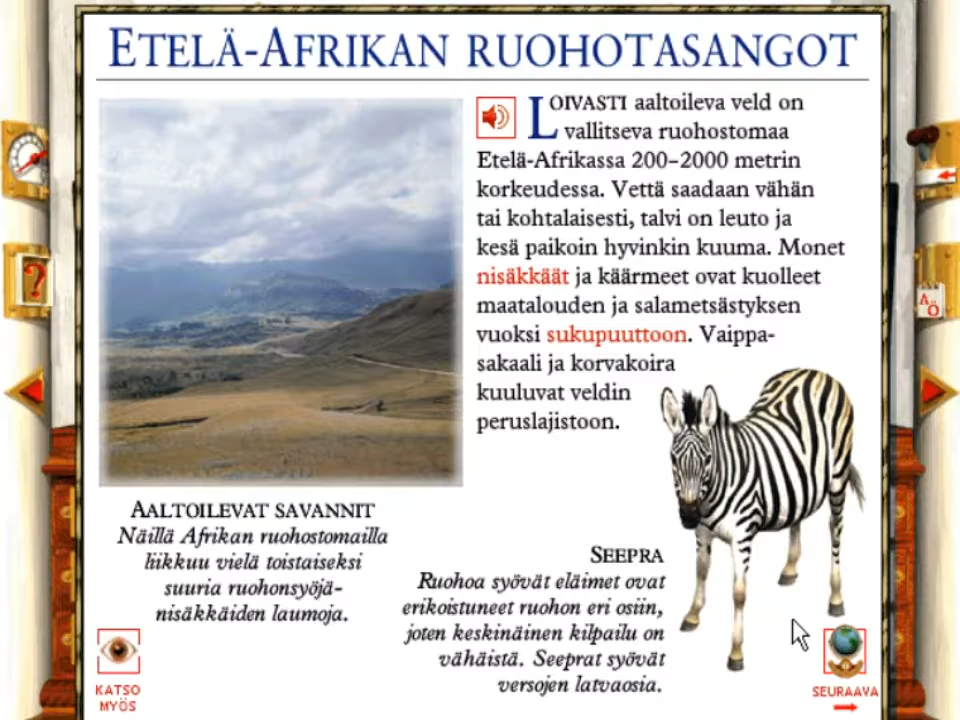 ETELÄ-AFRIKAN RUOHOTASANGOT
LOIVASTI aaltoileva veld on
vallitseva ruohostomaa
Etelä-Afrikassa 200–2000 metrin
korkeudessa. Vettä saadaan vähän
tai kohtalaisesti, talvi on leuto ja
kesä paikoin hyvinkin kuuma. Monet
nisäkkäät ja käärmeet ovat kuolleet
maatalouden ja salametsästyksen
vuoksi sukupuuttoon. Vaippa-
sakaali ja korvakoira
kuuluvat veldin
peruslajistoon.
AALTOILEVAT SAVANNIT
Näillä Afrikan ruohostomailla
liikkuu vielä toistaiseksi
suuria ruohonsyöjä-
nisäkkäiden laumoja.
SEEPRA
Ruohoa syövät eläimet ovat
erikoistuneet ruohon eri osiin,
joten keskinäinen kilpailu on
vähäistä. Seeprat syövät
versojen latvaosia.
KATSO
MYÖS
SEURAAVA
?
A
Ö